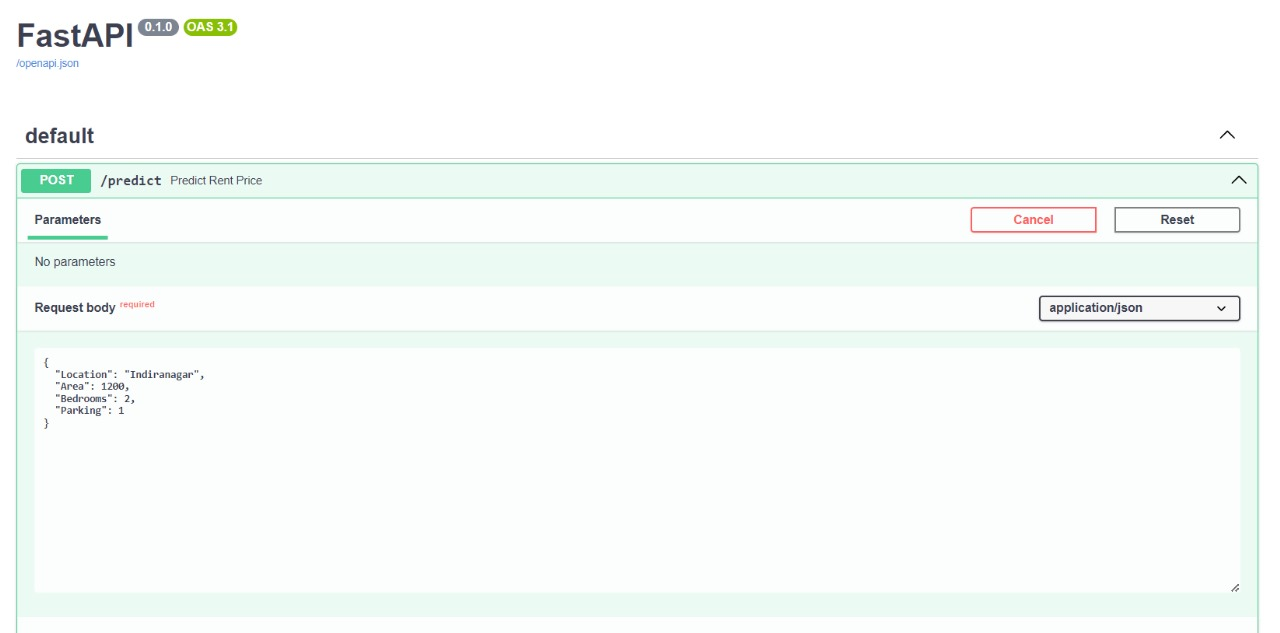 FastAPI 0.1.0 OAS 3.1
/openapi.json
default
POST /predict Predict Rent Price
Parameters Cancel Reset
No parameters
Request body required application/json
{
  "Location": "Indiranagar",
  "Area": 1200,
  "Bedrooms": 2,
  "Parking": 1
}